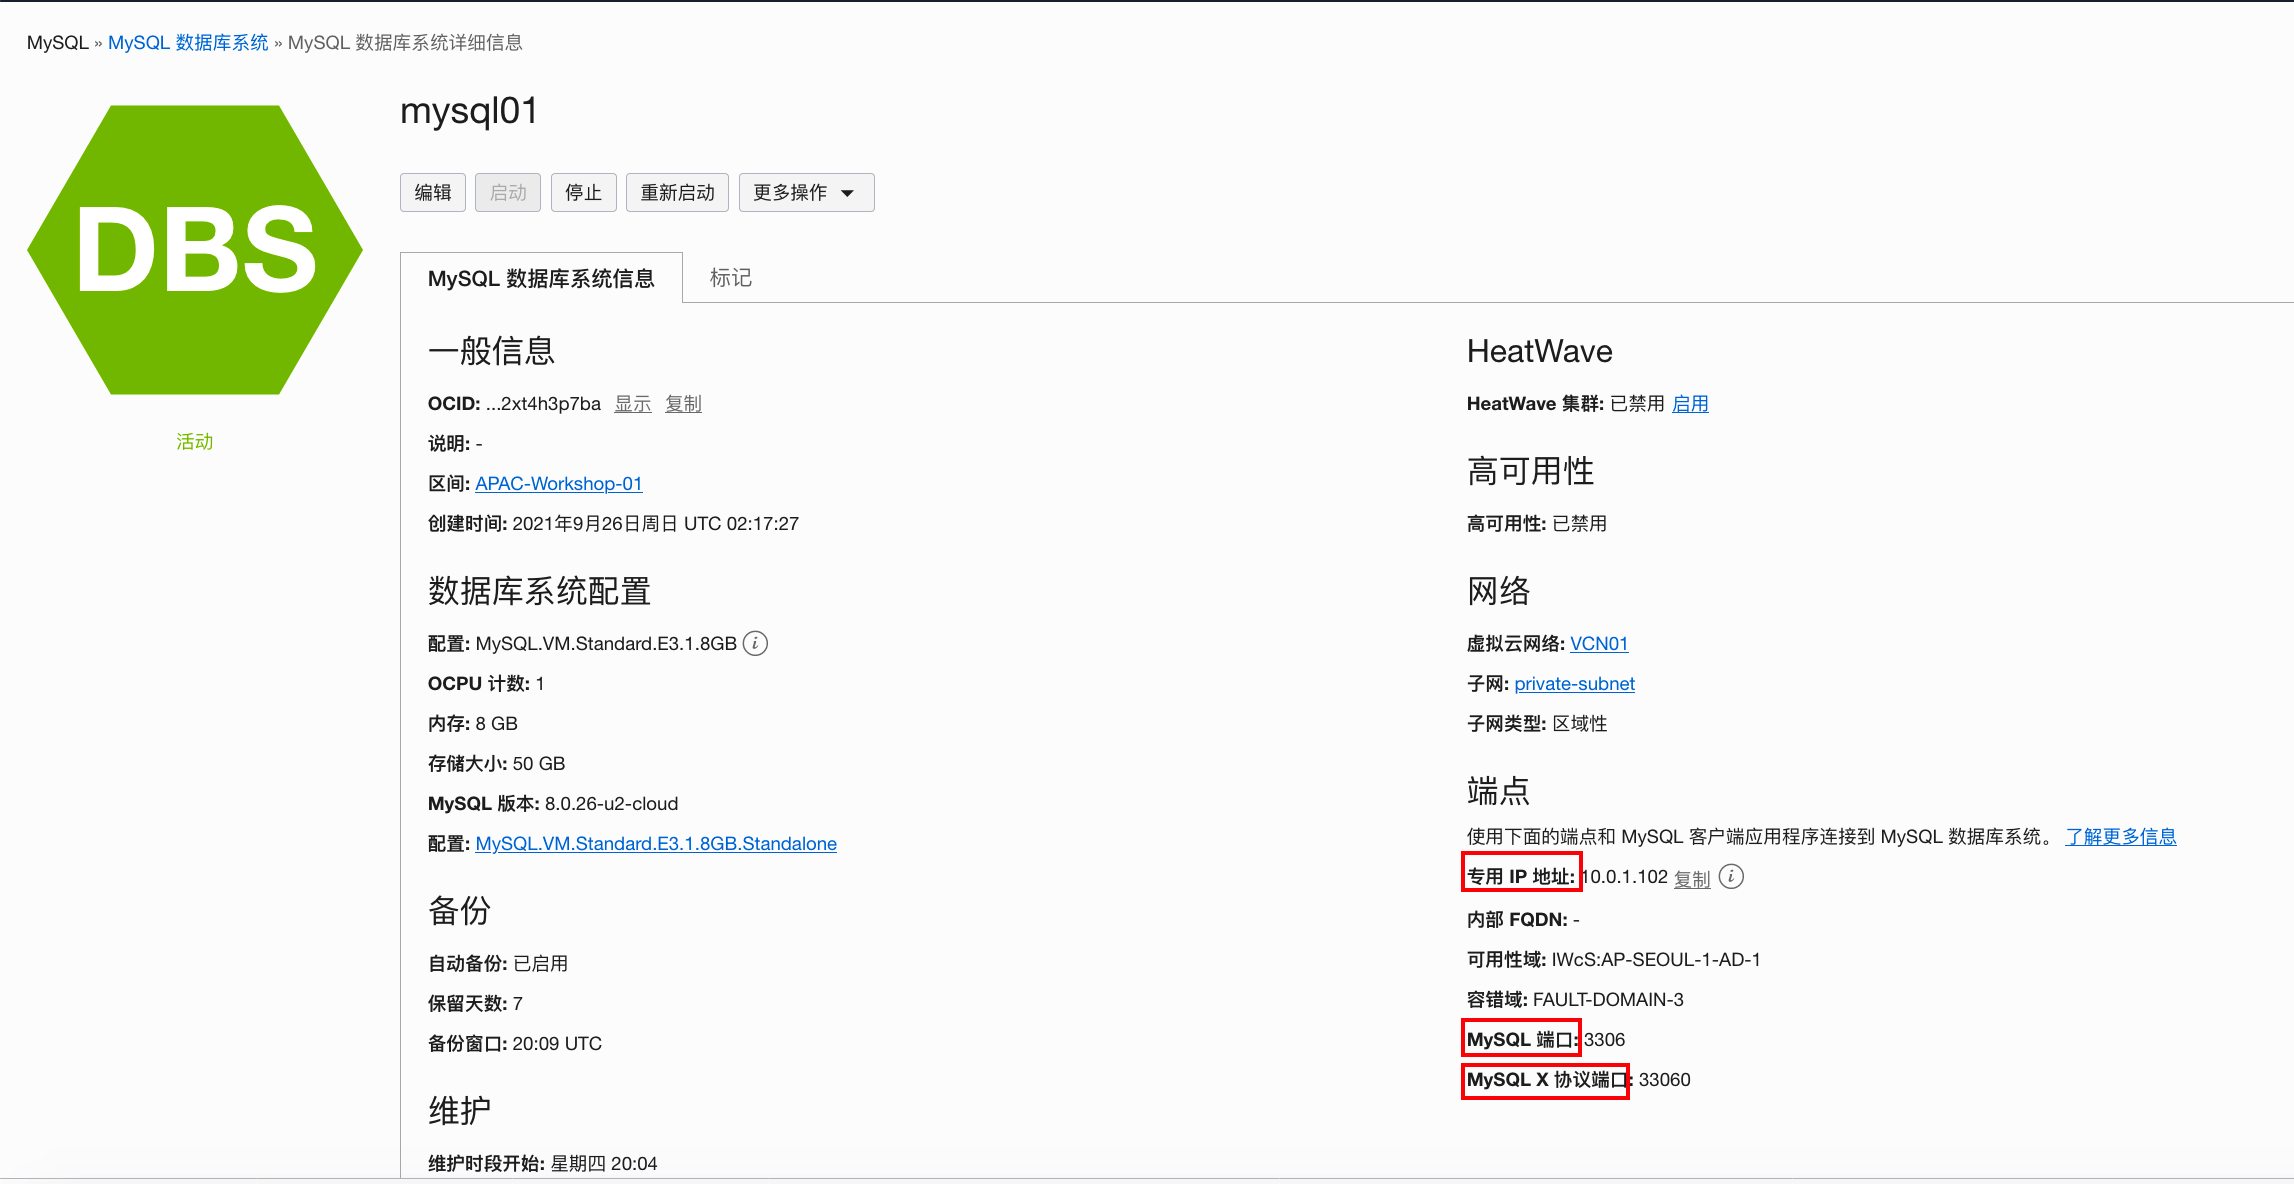 MySQL » MySQL 数据库系统 » MySQL 数据库系统详细信息
DBS
活动
mysql01
编辑 启动 停止 重新启动 更多操作
MySQL 数据库系统信息 标记
一般信息
OCID: ...2xt4h3p7ba 显示 复制
说明: -
区间: APAC-Workshop-01
创建时间: 2021年9月26日周日 UTC 02:17:27
数据库系统配置
配置: MySQL.VM.Standard.E3.1.8GB i
OCPU 计数: 1
内存: 8 GB
存储大小: 50 GB
MySQL 版本: 8.0.26-u2-cloud
配置: MySQL.VM.Standard.E3.1.8GB.Standalone
备份
自动备份: 已启用
保留天数: 7
备份窗口: 20:09 UTC
维护
维护时段开始: 星期四 20:04
HeatWave
HeatWave 集群: 已禁用 启用
高可用性
高可用性: 已禁用
网络
虚拟云网络: VCN01
子网: private-subnet
子网类型: 区域性
端点
使用下面的端点和 MySQL 客户端应用程序连接到 MySQL 数据库系统。 了解更多信息
专用 IP 地址: 10.0.1.102 复制 i
内部 FQDN: -
可用性域: IWcS:AP-SEOUL-1-AD-1
容错域: FAULT-DOMAIN-3
MySQL 端口: 3306
MySQL X 协议端口: 33060